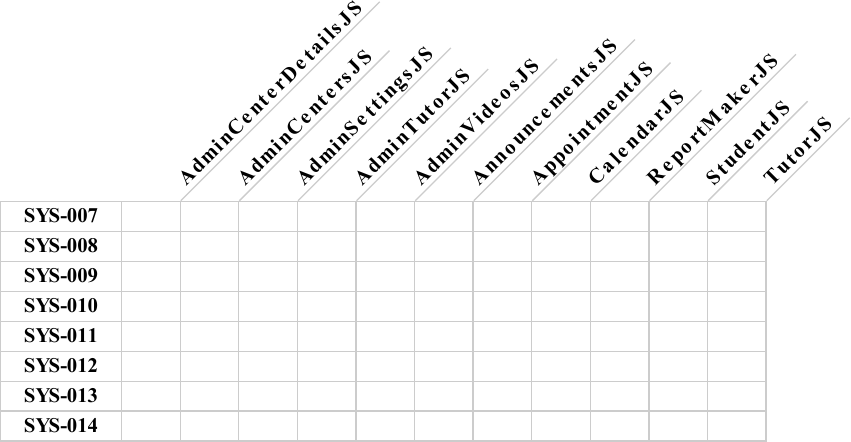 AdminCenterDetailsJS
AdminCentersJS
AdminSettingsJS
AdminTutorJS
AdminVideosJS
AnnouncementsJS
AppointmentJS
CalendarJS
ReportMakerJS
StudentJS
TutorJS
SYS-007
SYS-008
SYS-009
SYS-010
SYS-011
SYS-012
SYS-013
SYS-014